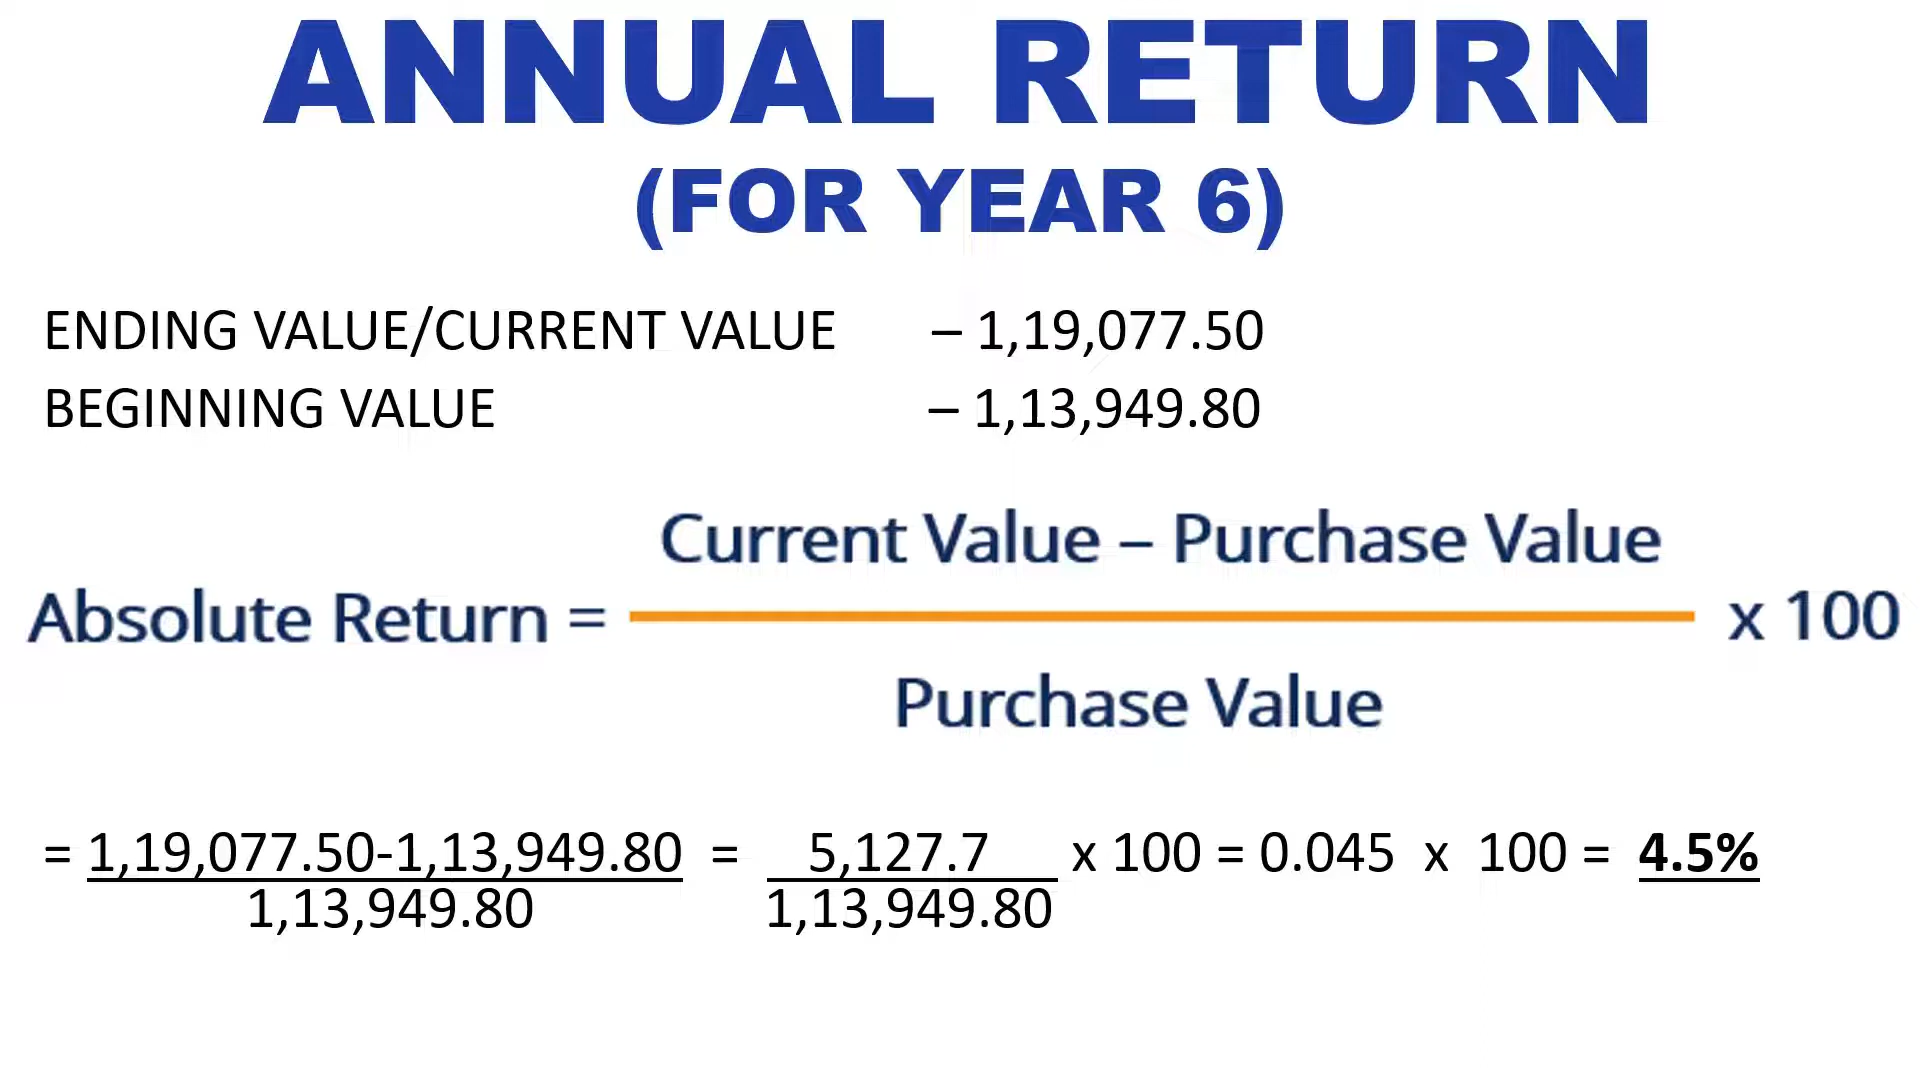 ANNUAL RETURN
(FOR YEAR 6)
ENDING VALUE/CURRENT VALUE – 1,19,077.50
BEGINNING VALUE – 1,13,949.80
Current Value – Purchase Value
Absolute Return = x 100
Purchase Value
= 1,19,077.50-1,13,949.80 = 5,127.7 x 100 = 0.045 x 100 = 4.5%
1,13,949.80 1,13,949.80